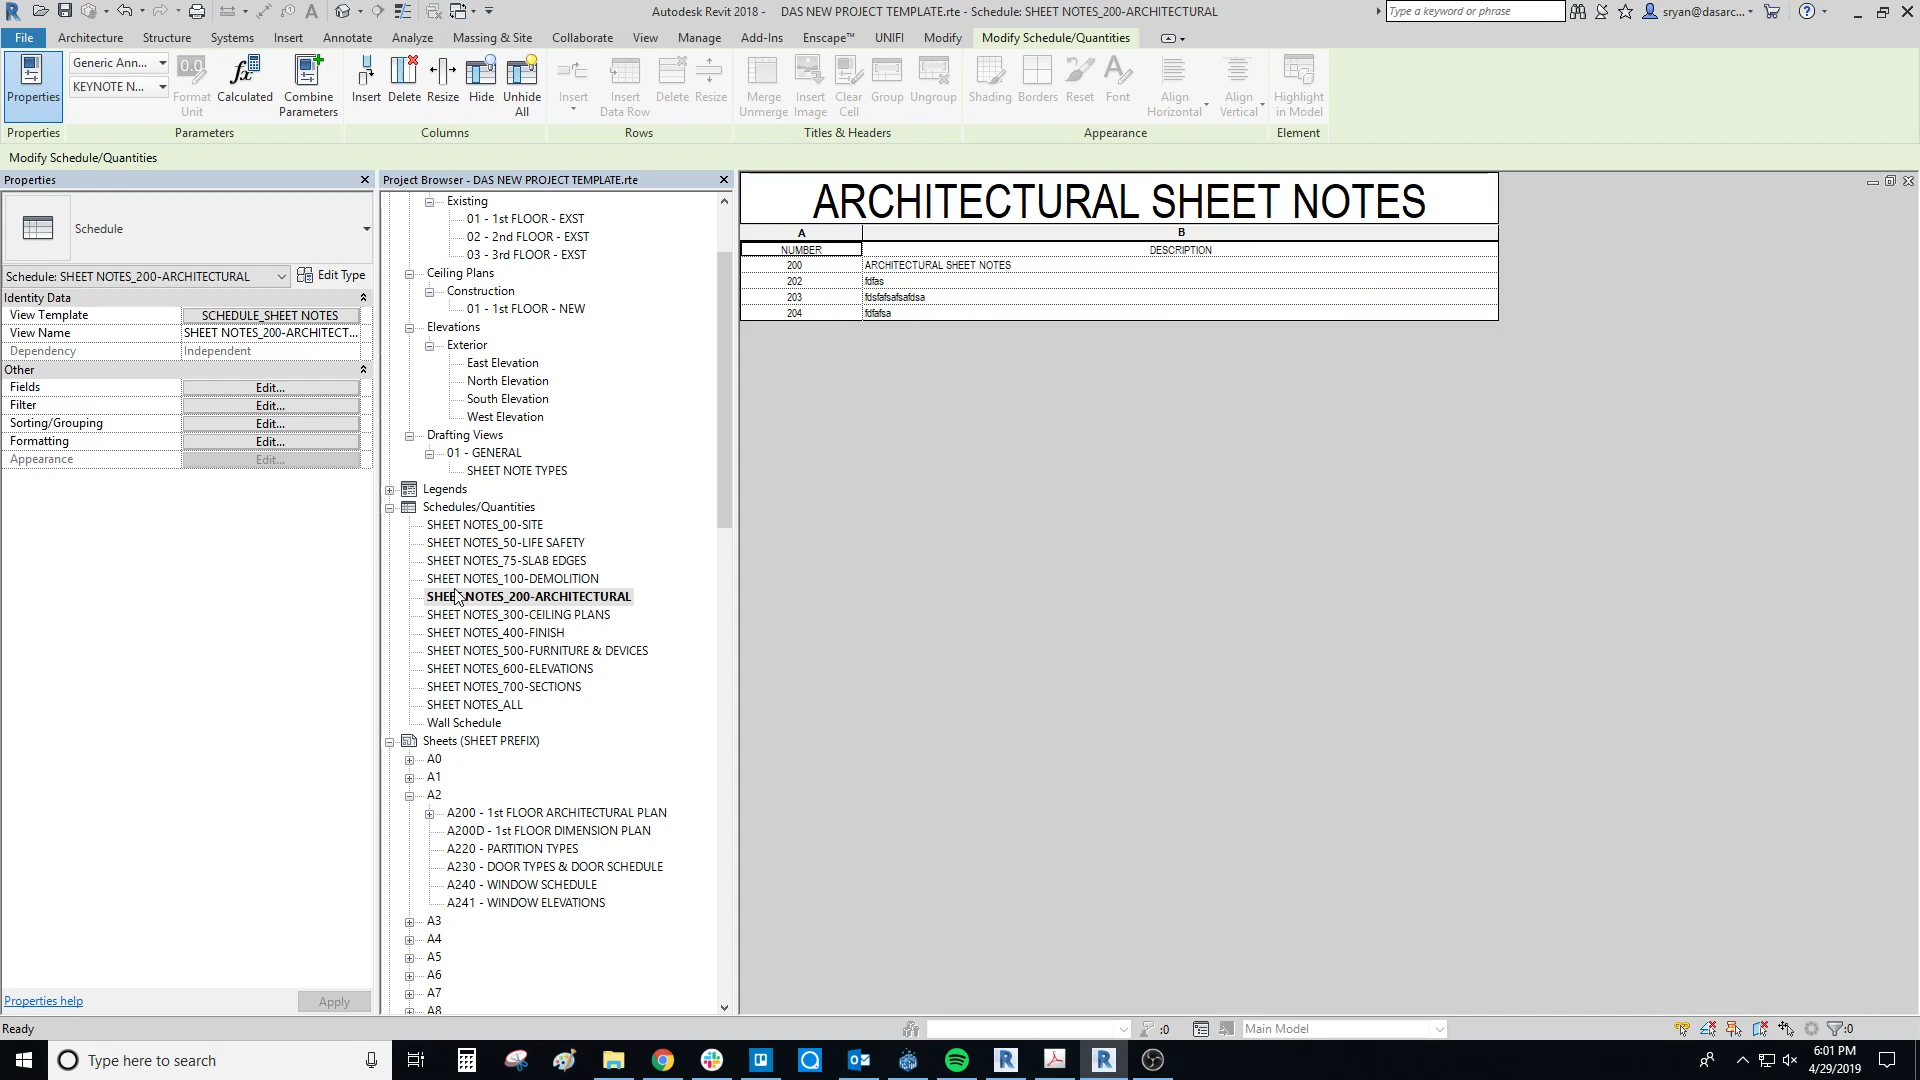 Autodesk Revit 2018 -     DAS NEW PROJECT TEMPLATE.rte - Schedule: SHEET NOTES_200-ARCHITECTURAL
Type a keyword or phrase
sryan@dasarc...
File Architecture Structure Systems Insert Annotate Analyze Massing & Site Collaborate View Manage Add-Ins Enscape™ UNIFI Modify Modify Schedule/Quantities
Generic Ann...
KEYNOTE N...
Properties
Format Unit
Calculated
Combine Parameters
Insert
Delete
Resize
Hide
Unhide All
Insert
Insert Data Row
Delete
Resize
Merge Unmerge
Insert Image
Clear Cell
Group
Ungroup
Shading
Borders
Reset
Font
Align Horizontal
Align Vertical
Highlight in Model
Properties Parameters Columns Rows Titles & Headers Appearance Element
Modify Schedule/Quantities
Properties
Schedule
Schedule: SHEET NOTES_200-ARCHITECTURAL
Edit Type
Identity Data
View Template SCHEDULE_SHEET NOTES
View Name SHEET NOTES_200-ARCHITECT...
Dependency Independent
Other
Fields Edit...
Filter Edit...
Sorting/Grouping Edit...
Formatting Edit...
Appearance Edit...
Properties help
Apply
Project Browser - DAS NEW PROJECT TEMPLATE.rte
Existing
01 - 1st FLOOR - EXST
02 - 2nd FLOOR - EXST
03 - 3rd FLOOR - EXST
Ceiling Plans
Construction
01 - 1st FLOOR - NEW
Elevations
Exterior
East Elevation
North Elevation
South Elevation
West Elevation
Drafting Views
01 - GENERAL
SHEET NOTE TYPES
Legends
Schedules/Quantities
SHEET NOTES_00-SITE
SHEET NOTES_50-LIFE SAFETY
SHEET NOTES_75-SLAB EDGES
SHEET NOTES_100-DEMOLITION
SHEET NOTES_200-ARCHITECTURAL
SHEET NOTES_300-CEILING PLANS
SHEET NOTES_400-FINISH
SHEET NOTES_500-FURNITURE & DEVICES
SHEET NOTES_600-ELEVATIONS
SHEET NOTES_700-SECTIONS
SHEET NOTES_ALL
Wall Schedule
Sheets (SHEET PREFIX)
A0
A1
A2
A200 - 1st FLOOR ARCHITECTURAL PLAN
A200D - 1st FLOOR DIMENSION PLAN
A220 - PARTITION TYPES
A230 - DOOR TYPES & DOOR SCHEDULE
A240 - WINDOW SCHEDULE
A241 - WINDOW ELEVATIONS
A3
A4
A5
A6
A7
A8
ARCHITECTURAL SHEET NOTES
A B
NUMBER DESCRIPTION
200 ARCHITECTURAL SHEET NOTES
202 fdfas
203 fdsfafsafsafdsa
204 fdfafsa
Ready
:0
Main Model
:0
Type here to search
6:01 PM
4/29/2019